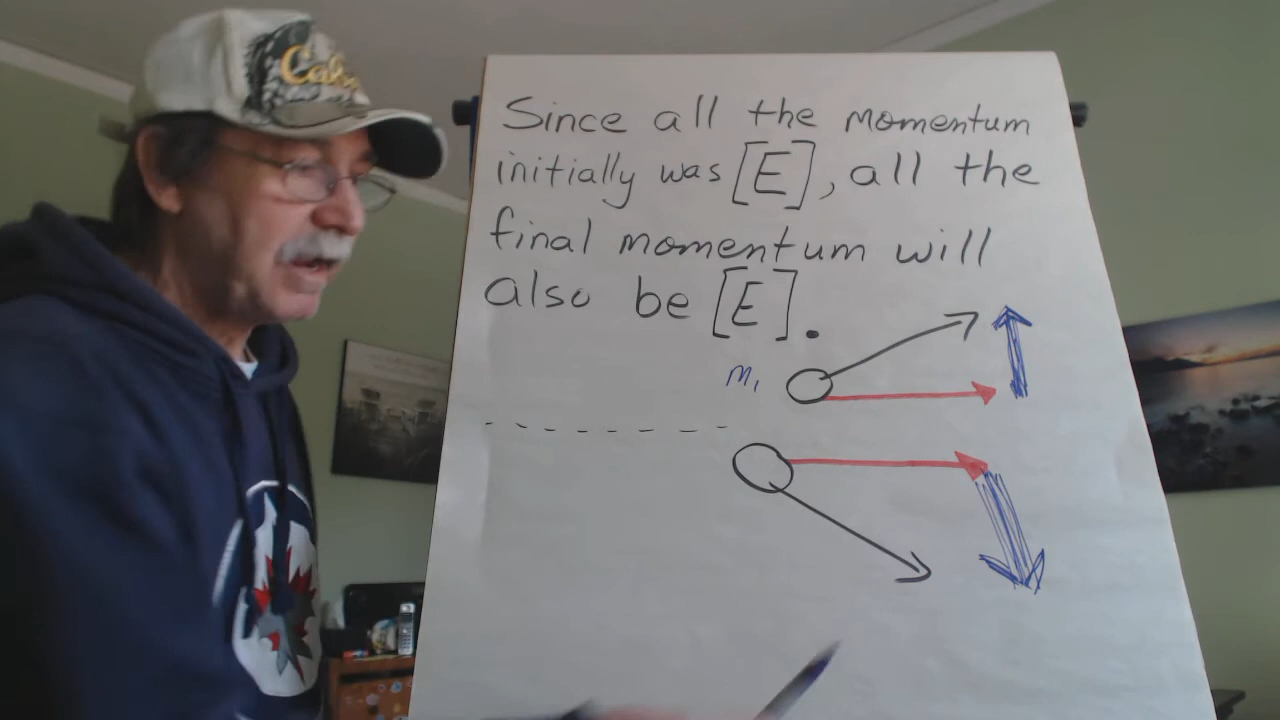 Since all the momentum
initially was [E], all the
final momentum will
also be [E].
m₁